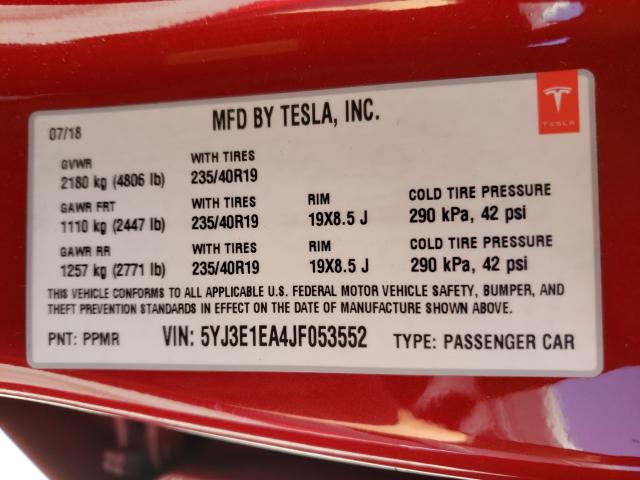 MFD BY TESLA, INC.
TESLA
07/18
GVWR WITH TIRES
2180 kg (4806 lb) 235/40R19
GAWR FRT WITH TIRES RIM COLD TIRE PRESSURE
1110 kg (2447 lb) 235/40R19 19X8.5 J 290 kPa, 42 psi
GAWR RR WITH TIRES RIM COLD TIRE PRESSURE
1257 kg (2771 lb) 235/40R19 19X8.5 J 290 kPa, 42 psi
THIS VEHICLE CONFORMS TO ALL APPLICABLE U.S. FEDERAL MOTOR VEHICLE SAFETY, BUMPER, AND
THEFT PREVENTION STANDARDS IN EFFECT ON THE DATE OF MANUFACTURE SHOWN ABOVE.
PNT: PPMR VIN: 5YJ3E1EA4JF053552 TYPE: PASSENGER CAR